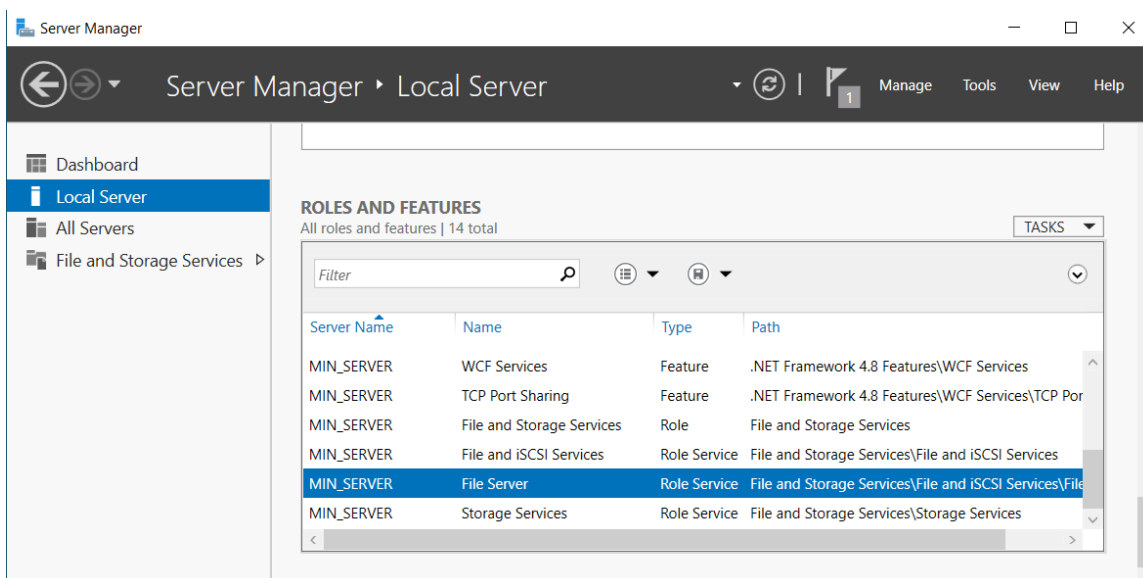 Server Manager
Server Manager ‣ Local Server
1
Manage Tools View Help
Dashboard
Local Server
All Servers
File and Storage Services
ROLES AND FEATURES
All roles and features | 14 total
TASKS
Filter
Server Name Name Type Path
MIN_SERVER WCF Services Feature .NET Framework 4.8 Features\WCF Services
MIN_SERVER TCP Port Sharing Feature .NET Framework 4.8 Features\WCF Services\TCP Por
MIN_SERVER File and Storage Services Role File and Storage Services
MIN_SERVER File and iSCSI Services Role Service File and Storage Services\File and iSCSI Services
MIN_SERVER File Server Role Service File and Storage Services\File and iSCSI Services\File
MIN_SERVER Storage Services Role Service File and Storage Services\Storage Services